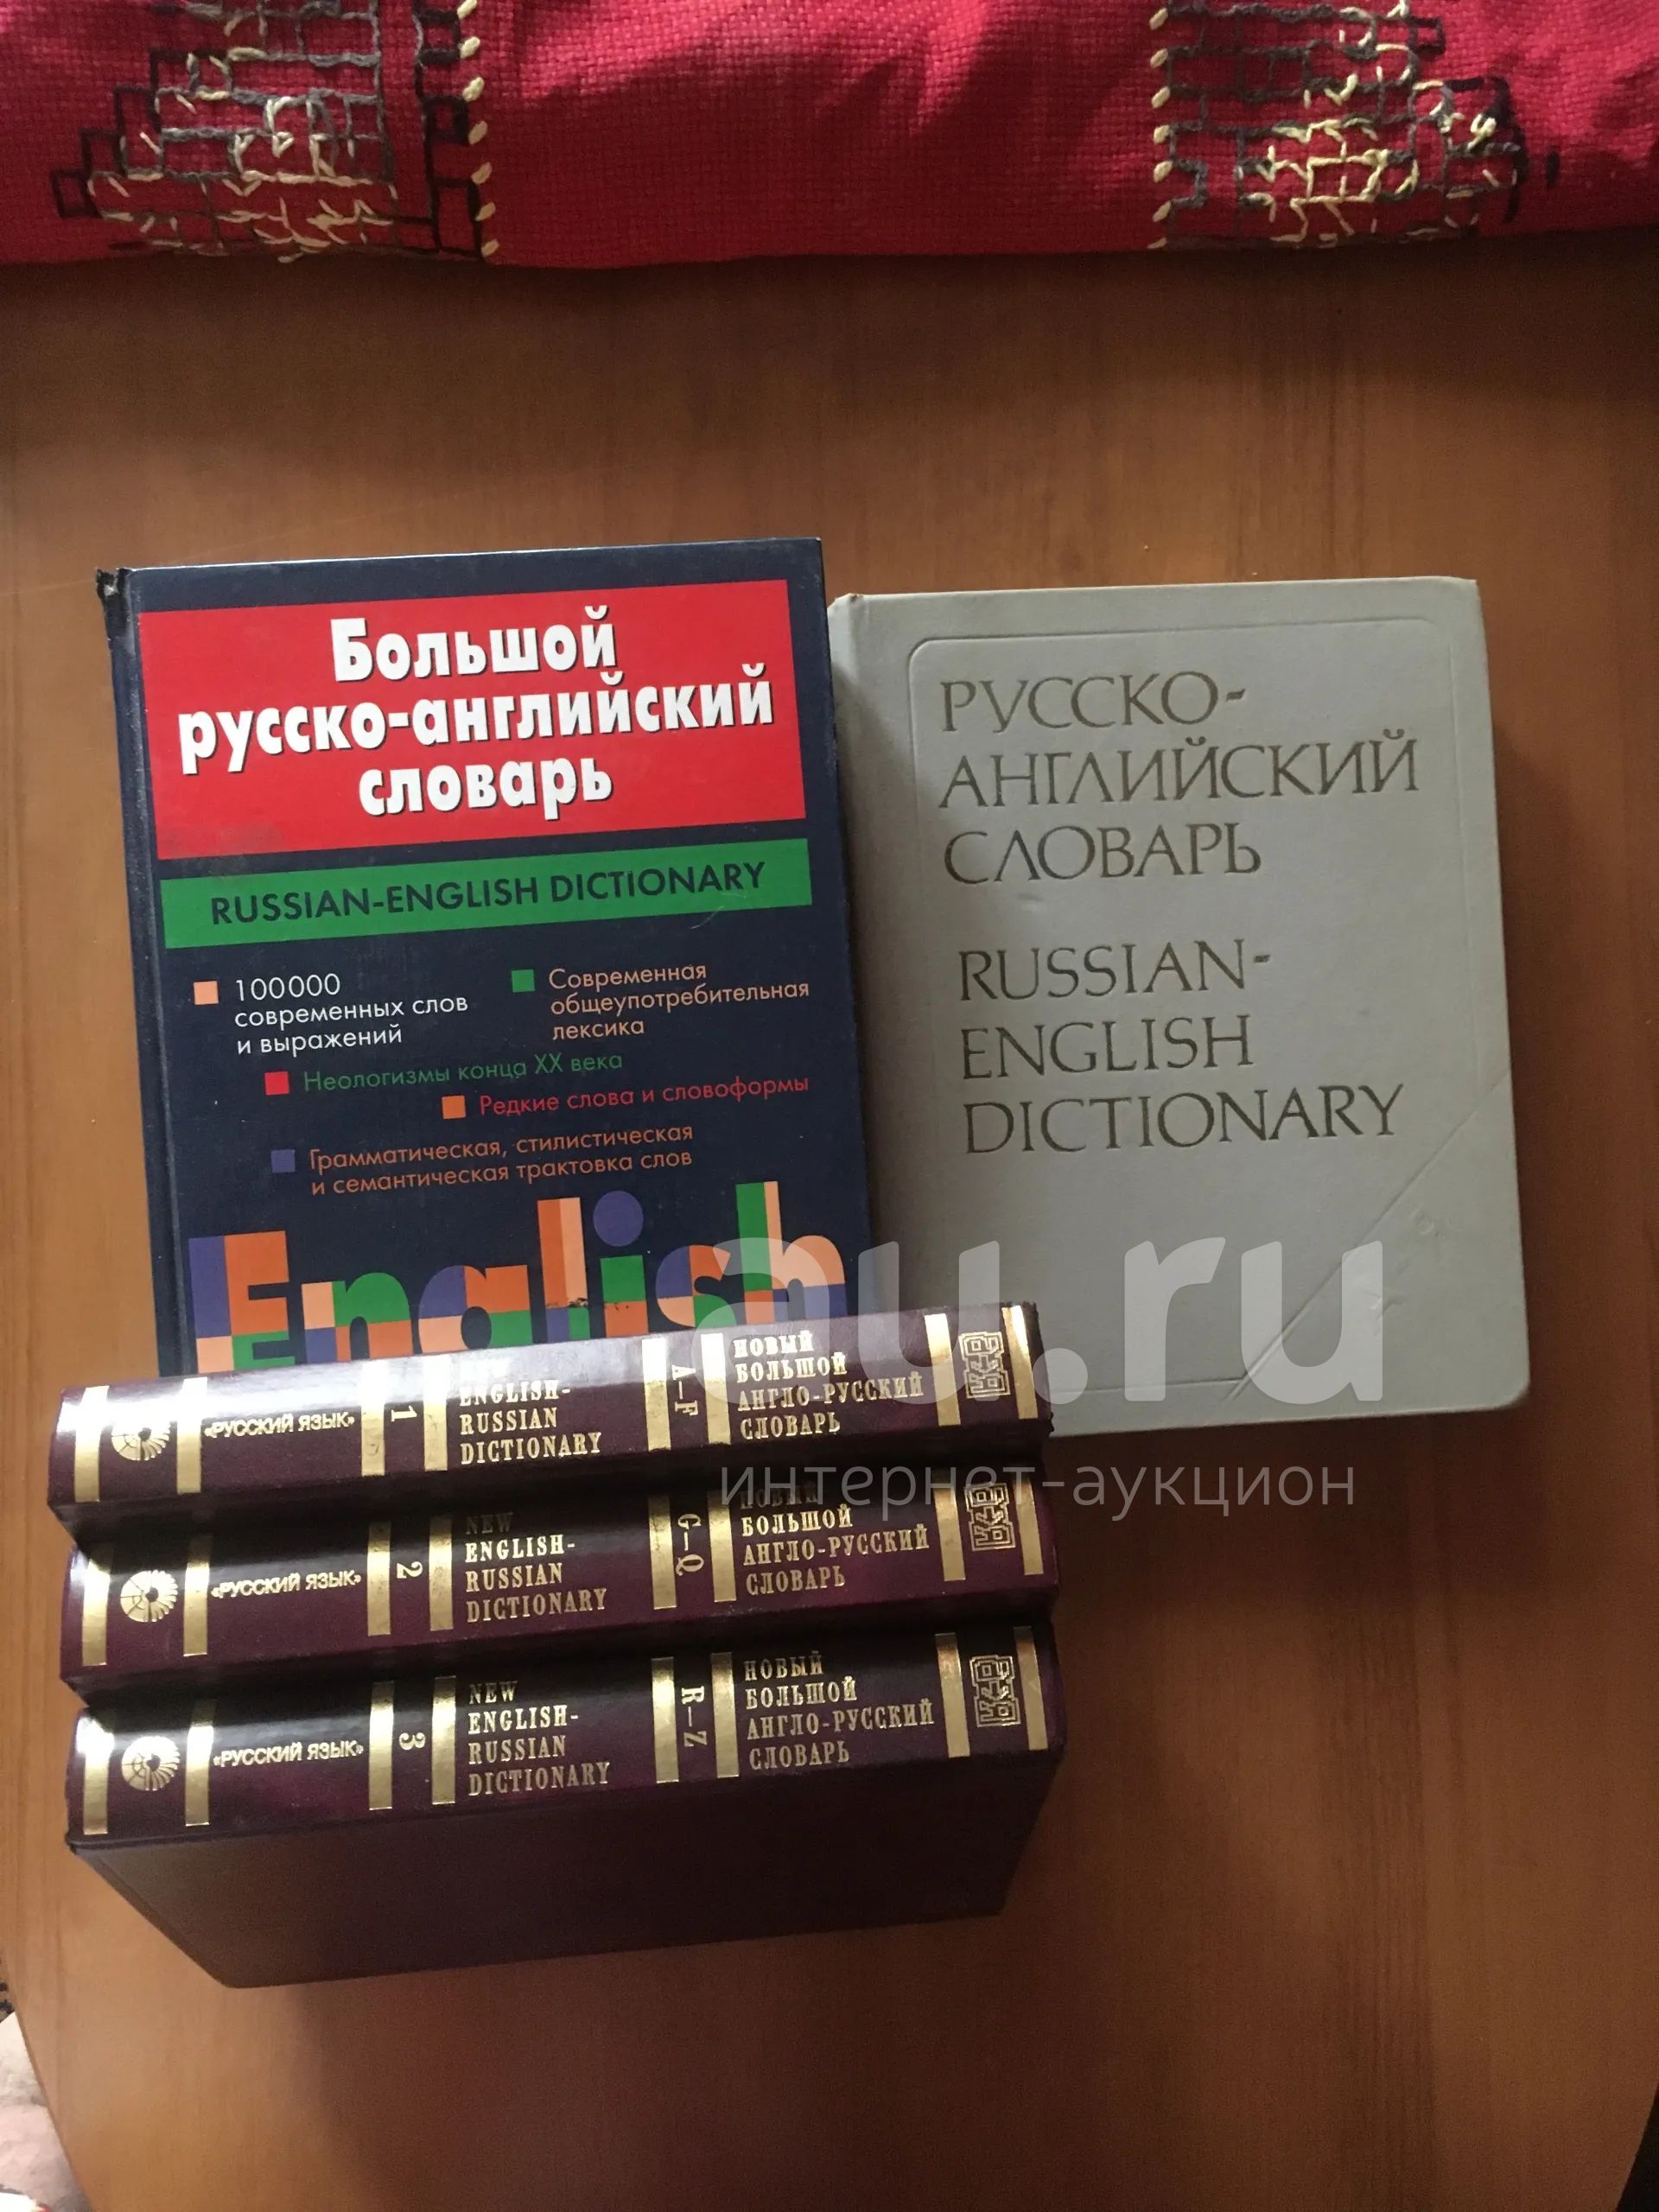 Большой
русско-английский
словарь
RUSSIAN-ENGLISH DICTIONARY
100000
современных слов
и выражений
Современная
общеупотребительная
лексика
Неологизмы конца XX века
Редкие слова и словоформы
Грамматическая, стилистическая
и семантическая трактовка слов
English
РУССКО-
АНГЛИЙСКИЙ
СЛОВАРЬ
RUSSIAN-
ENGLISH
DICTIONARY
au.ru
интернет-аукцион
«РУССКИЙ ЯЗЫК»
1
ENGLISH-
RUSSIAN
DICTIONARY
A–F
НОВЫЙ
БОЛЬШОЙ
АНГЛО-РУССКИЙ
СЛОВАРЬ
«РУССКИЙ ЯЗЫК»
2
NEW
ENGLISH-
RUSSIAN
DICTIONARY
G–Q
НОВЫЙ
БОЛЬШОЙ
АНГЛО-РУССКИЙ
СЛОВАРЬ
«РУССКИЙ ЯЗЫК»
3
NEW
ENGLISH-
RUSSIAN
DICTIONARY
R–Z
НОВЫЙ
БОЛЬШОЙ
АНГЛО-РУССКИЙ
СЛОВАРЬ